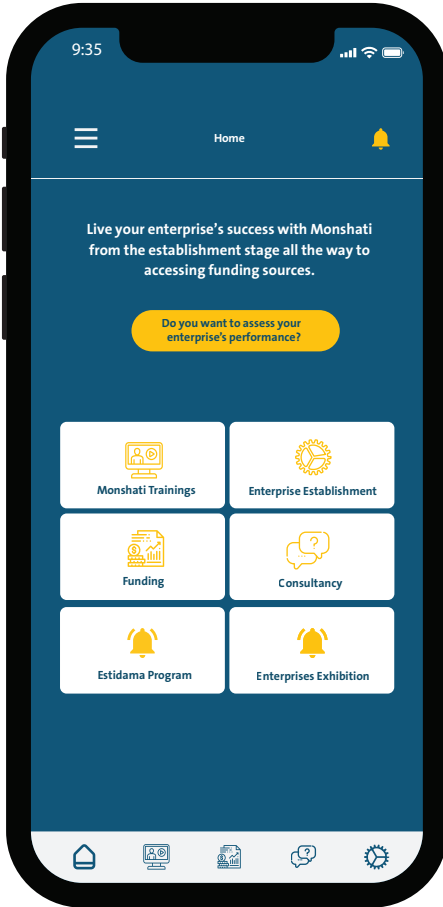 9:35
Home
Live your enterprise's success with Monshati
from the establishment stage all the way to
accessing funding sources.
Do you want to assess your
enterprise's performance?
Monshati Trainings
Enterprise Establishment
Funding
Consultancy
Estidama Program
Enterprises Exhibition